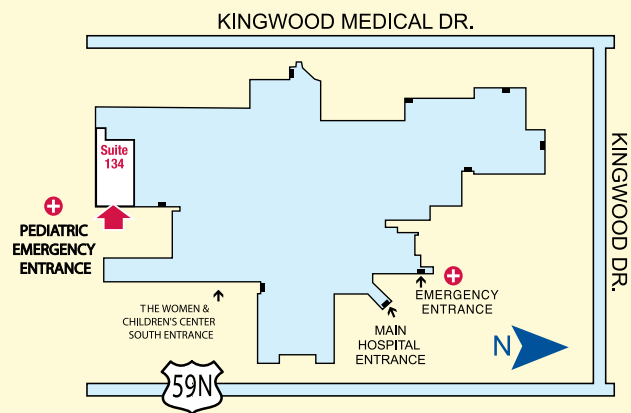 KINGWOOD MEDICAL DR.
KINGWOOD DR.
Suite
134
PEDIATRIC
EMERGENCY
ENTRANCE
THE WOMEN &
CHILDREN'S CENTER
SOUTH ENTRANCE
EMERGENCY
ENTRANCE
MAIN
HOSPITAL
ENTRANCE
N
59N